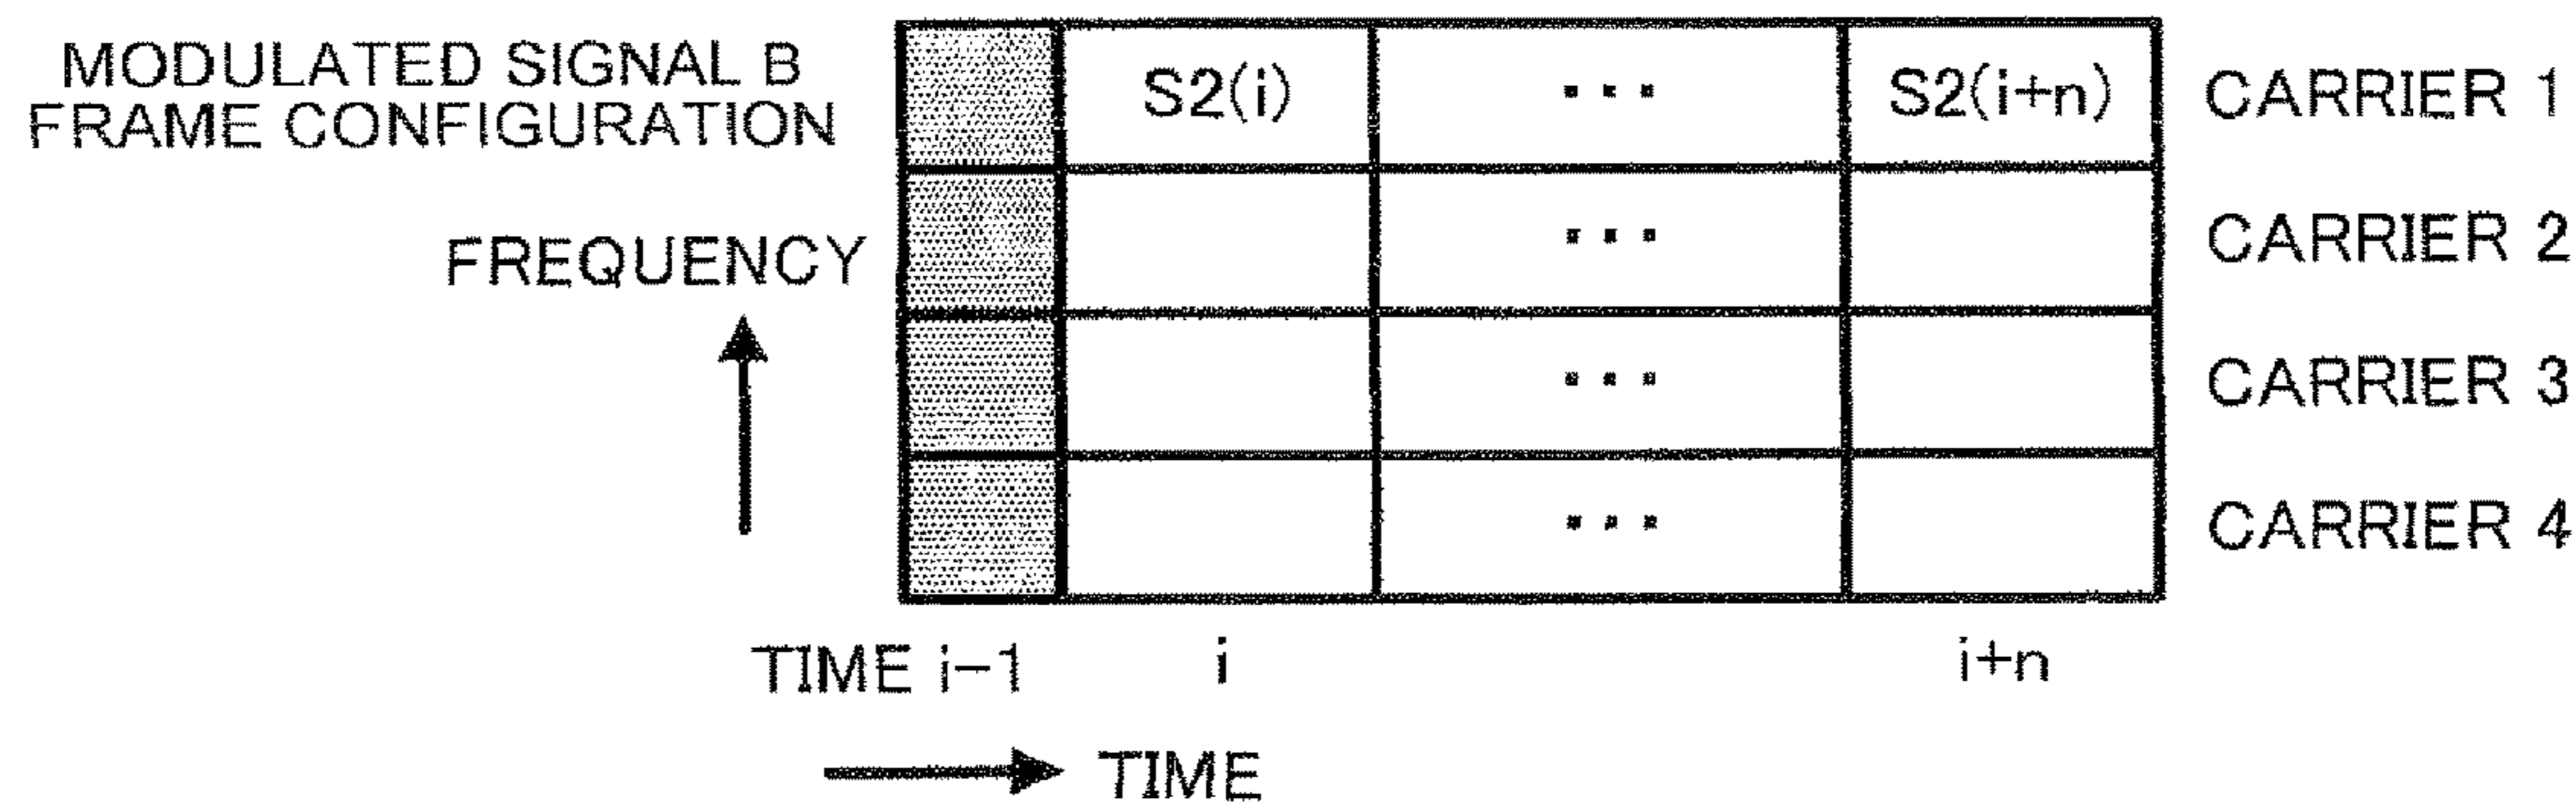 MODULATED SIGNAL B
FRAME CONFIGURATION
S2(i) ... S2(i+n) CARRIER 1
FREQUENCY
... CARRIER 2
... CARRIER 3
... CARRIER 4
TIME i-1 i i+n
TIME